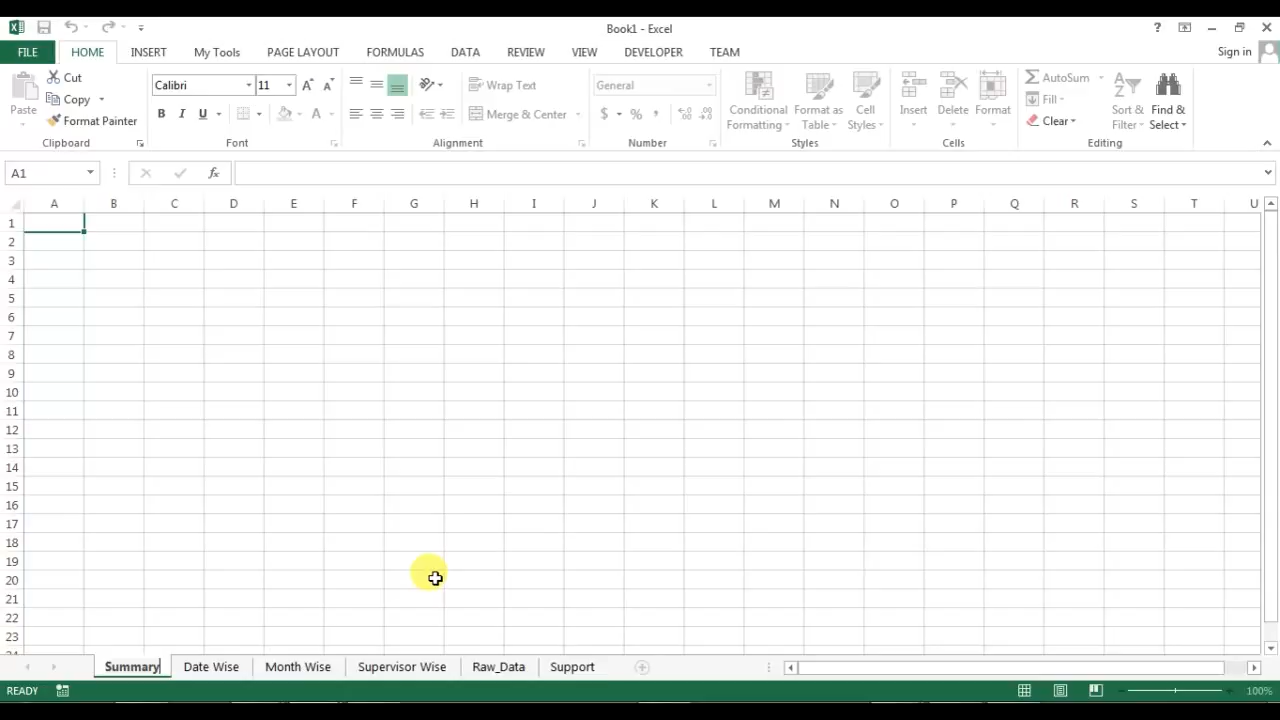 Book1 - Excel
?
FILE HOME INSERT My Tools PAGE LAYOUT FORMULAS DATA REVIEW VIEW DEVELOPER TEAM Sign in
Paste
Cut
Copy
Format Painter
Clipboard
Calibri 11
B I U
Font
Wrap Text
Merge & Center
Alignment
General
$ % ,
Number
Conditional Formatting
Format as Table
Cell Styles
Styles
Insert Delete Format
Cells
AutoSum
Fill
Clear
Sort & Filter
Find & Select
Editing
A1 fx
A B C D E F G H I J K L M N O P Q R S T U
1
2
3
4
5
6
7
8
9
10
11
12
13
14
15
16
17
18
19
20
21
22
23
Summary Date Wise Month Wise Supervisor Wise Raw_Data Support
READY 100%